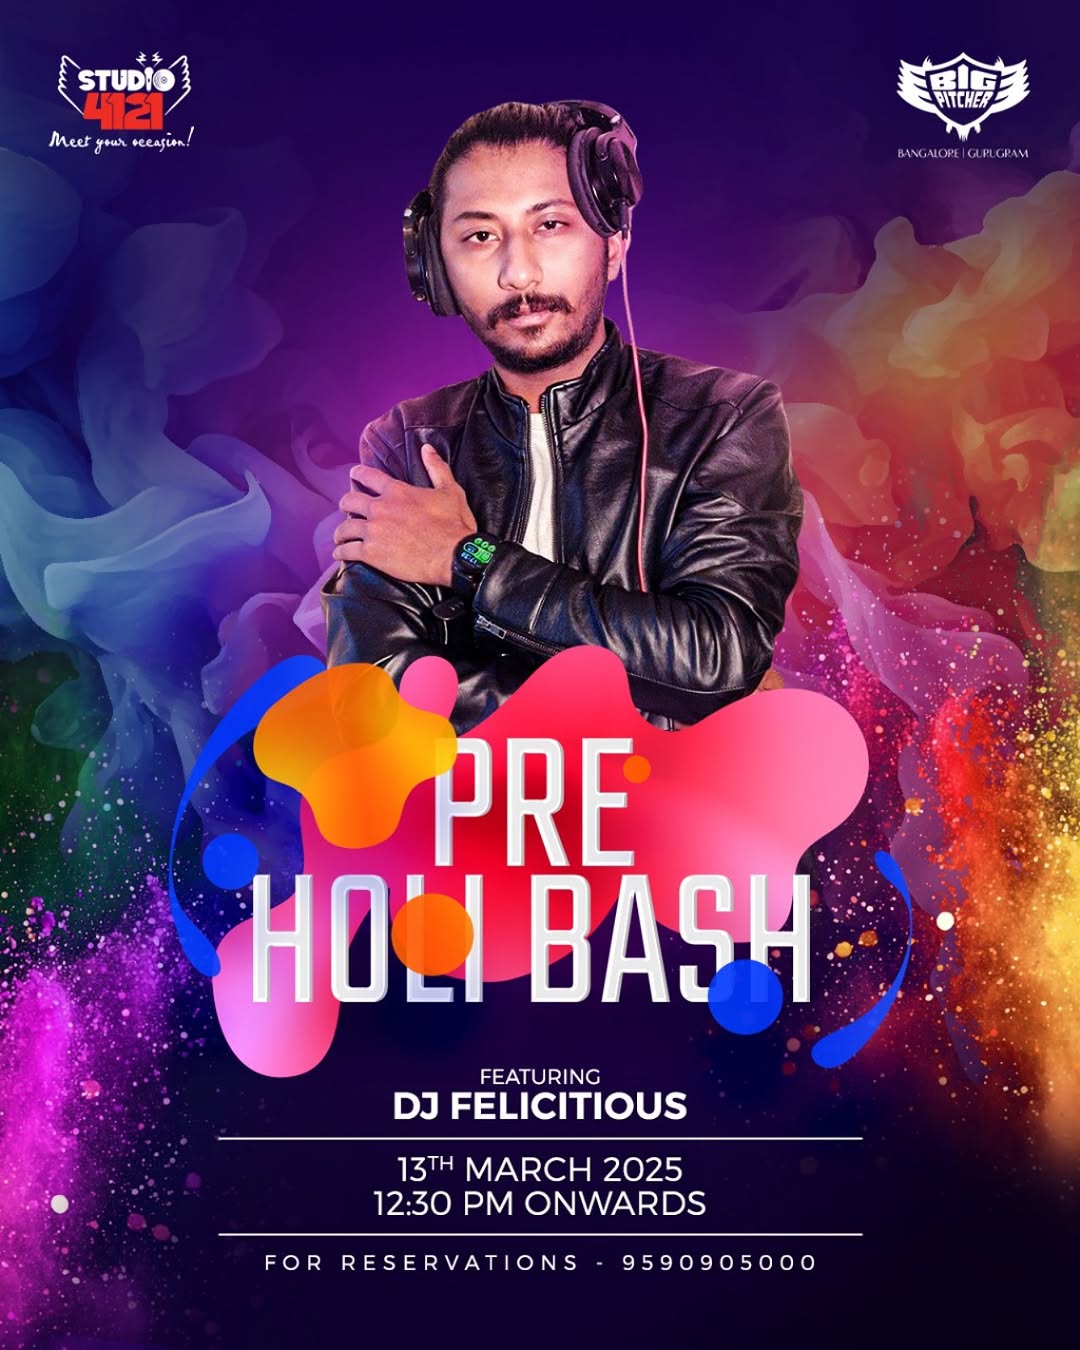 STUDIO
4121
Meet your occasion!
BIG
PITCHER
BANGALORE | GURUGRAM
PRE
HOLI BASH
FEATURING
DJ FELICITIOUS
13TH MARCH 2025
12:30 PM ONWARDS
FOR RESERVATIONS - 9590905000